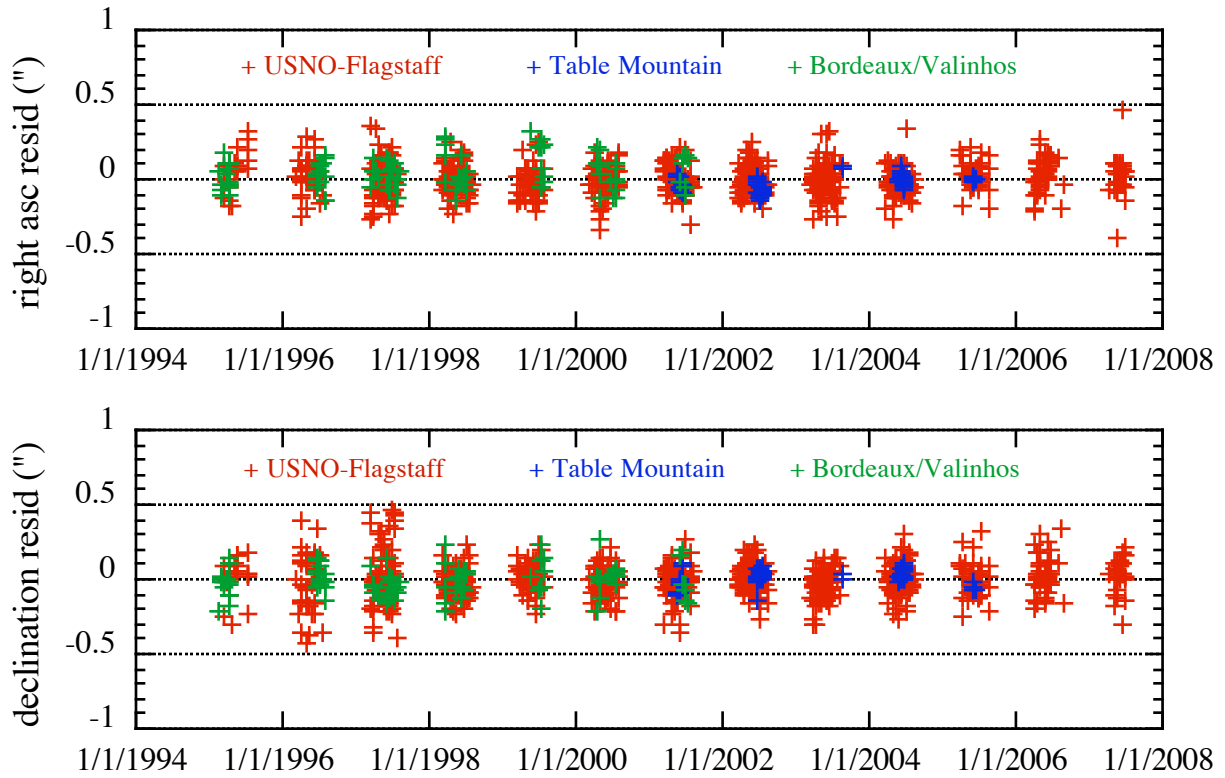 1
+ USNO-Flagstaff + Table Mountain + Bordeaux/Valinhos
0.5
0
-0.5
-1
right asc resid (")
1/1/1994 1/1/1996 1/1/1998 1/1/2000 1/1/2002 1/1/2004 1/1/2006 1/1/2008
1
+ USNO-Flagstaff + Table Mountain + Bordeaux/Valinhos
0.5
0
-0.5
-1
declination resid (")
1/1/1994 1/1/1996 1/1/1998 1/1/2000 1/1/2002 1/1/2004 1/1/2006 1/1/2008